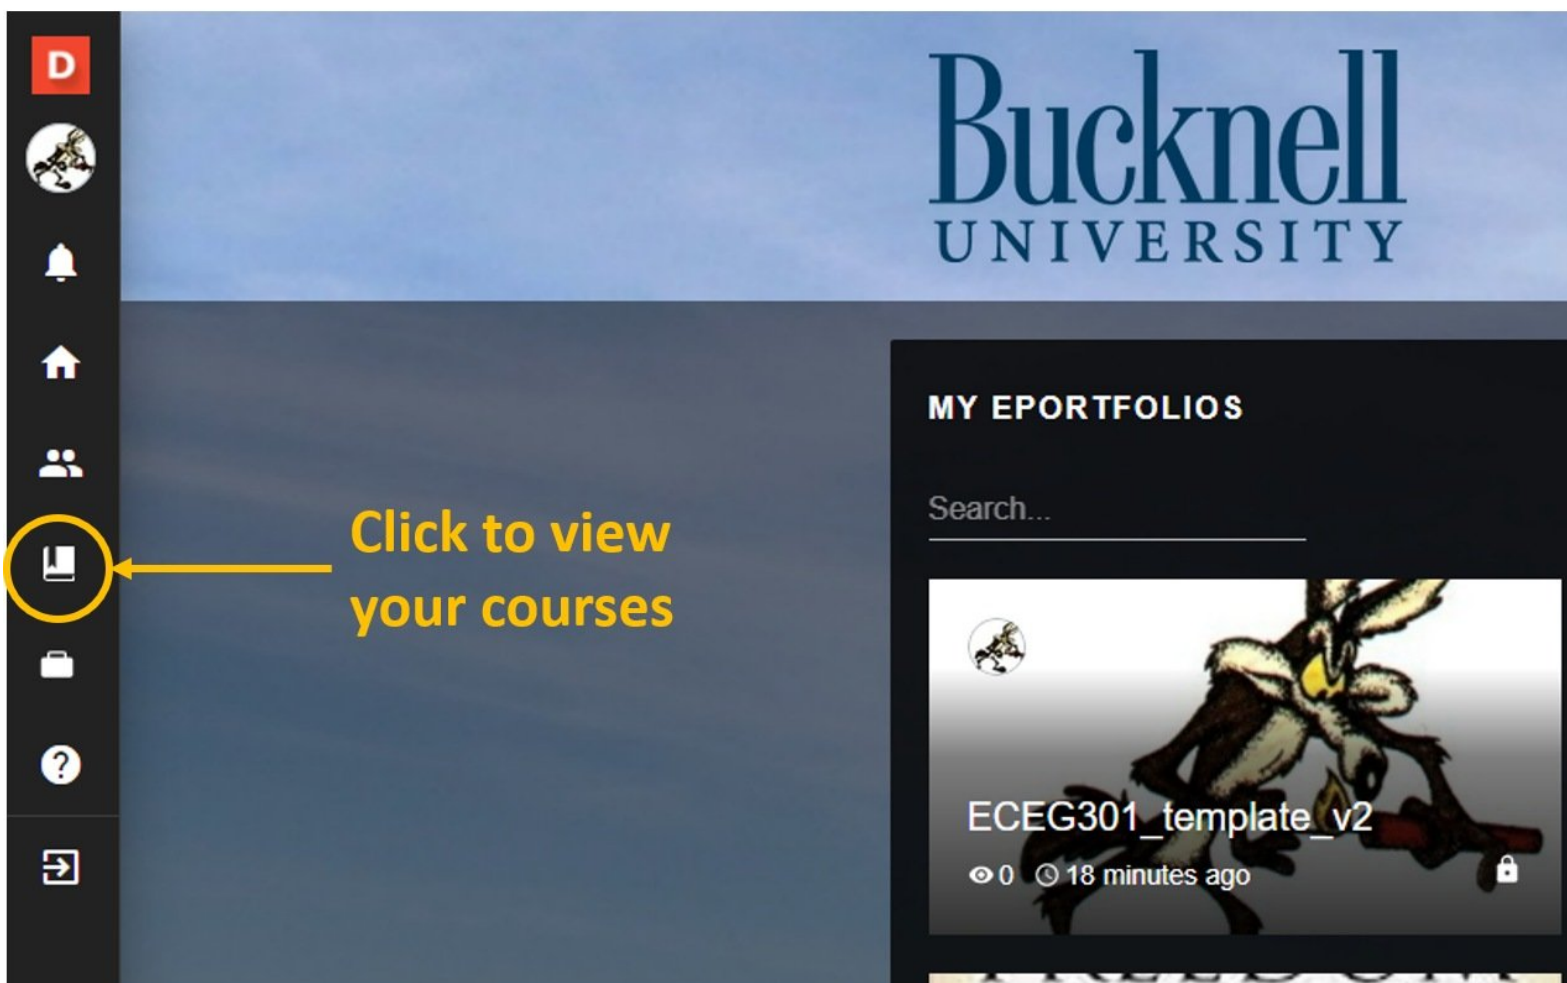 D
Bucknell
UNIVERSITY
MY EPORTFOLIOS
Search...
Click to view
your courses
?
ECEG301_template_v2
0 18 minutes ago